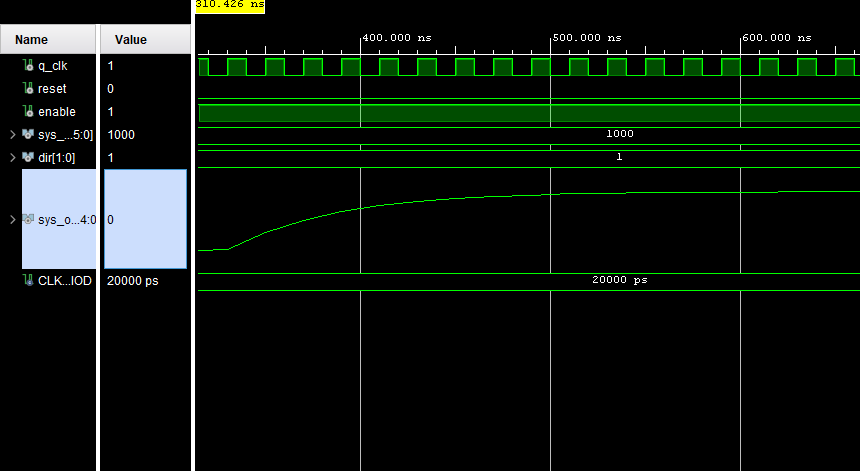 310.426 ns
Name Value
400.000 ns 500.000 ns 600.000 ns
q_clk 1
reset 0
enable 1
sys_...5:0] 1000 1000
dir[1:0] 1 1
sys_o...4:0 0
CLK...IOD 20000 ps 20000 ps